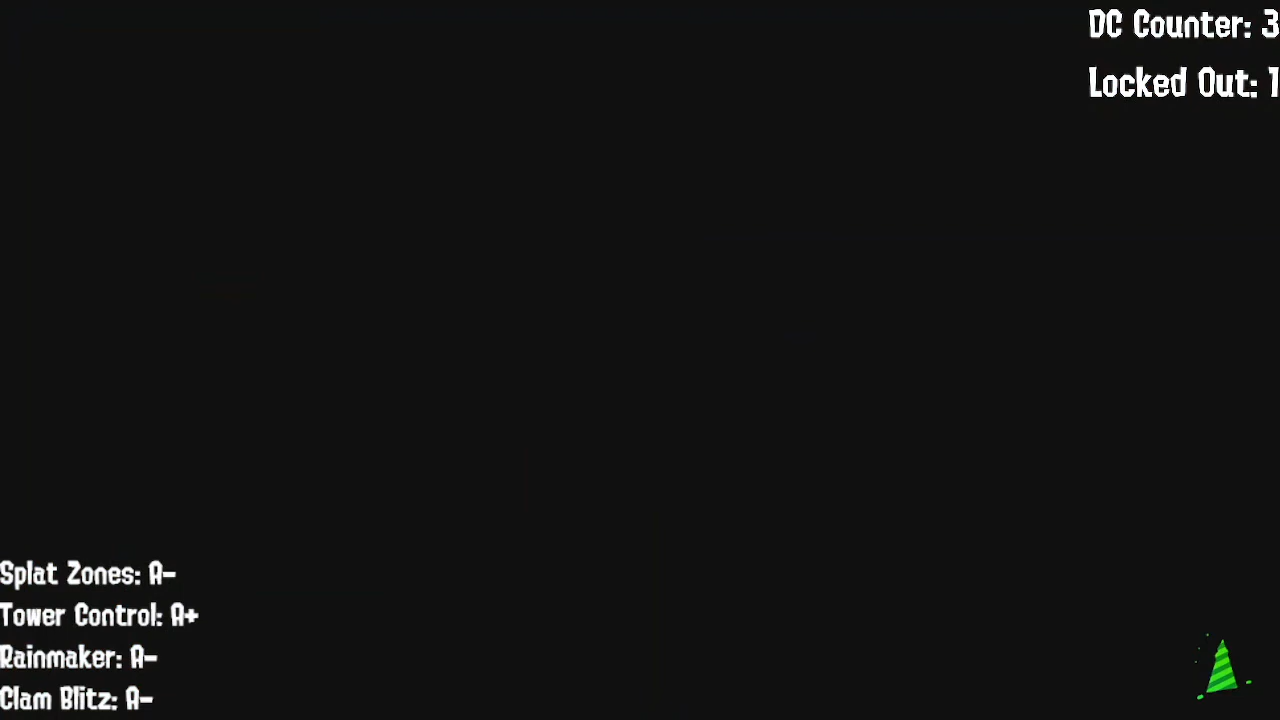 DC Counter: 3
Locked Out: 1
Splat Zones: A-
Tower Control: A+
Rainmaker: A-
Clam Blitz: A-